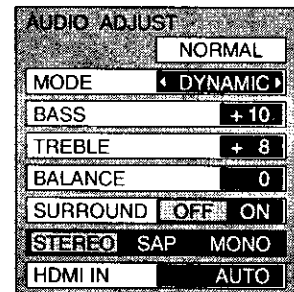 AUDIO ADJUST
NORMAL
MODE DYNAMIC
BASS +10
TREBLE + 8
BALANCE 0
SURROUND OFF ON
STEREO SAP MONO
HDMI IN AUTO